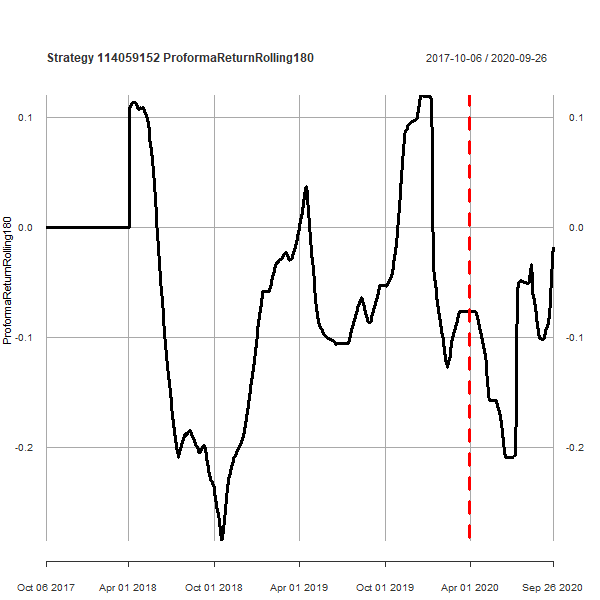 Strategy 114059152 ProformaReturnRolling180
2017-10-06 / 2020-09-26
ProformaReturnRolling180
0.1
0.0
-0.1
-0.2
0.1
0.0
-0.1
-0.2
Oct 06 2017
Apr 01 2018
Oct 01 2018
Apr 01 2019
Oct 01 2019
Apr 01 2020
Sep 26 2020